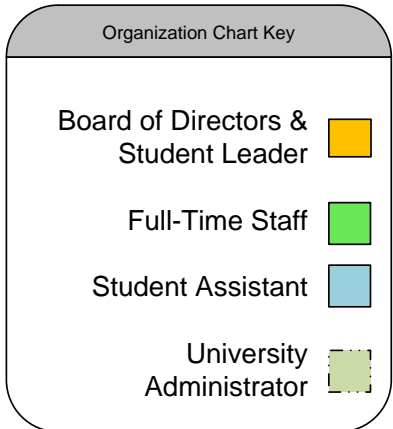 Organization Chart Key
Board of Directors &
Student Leader
Full-Time Staff
Student Assistant
University
Administrator